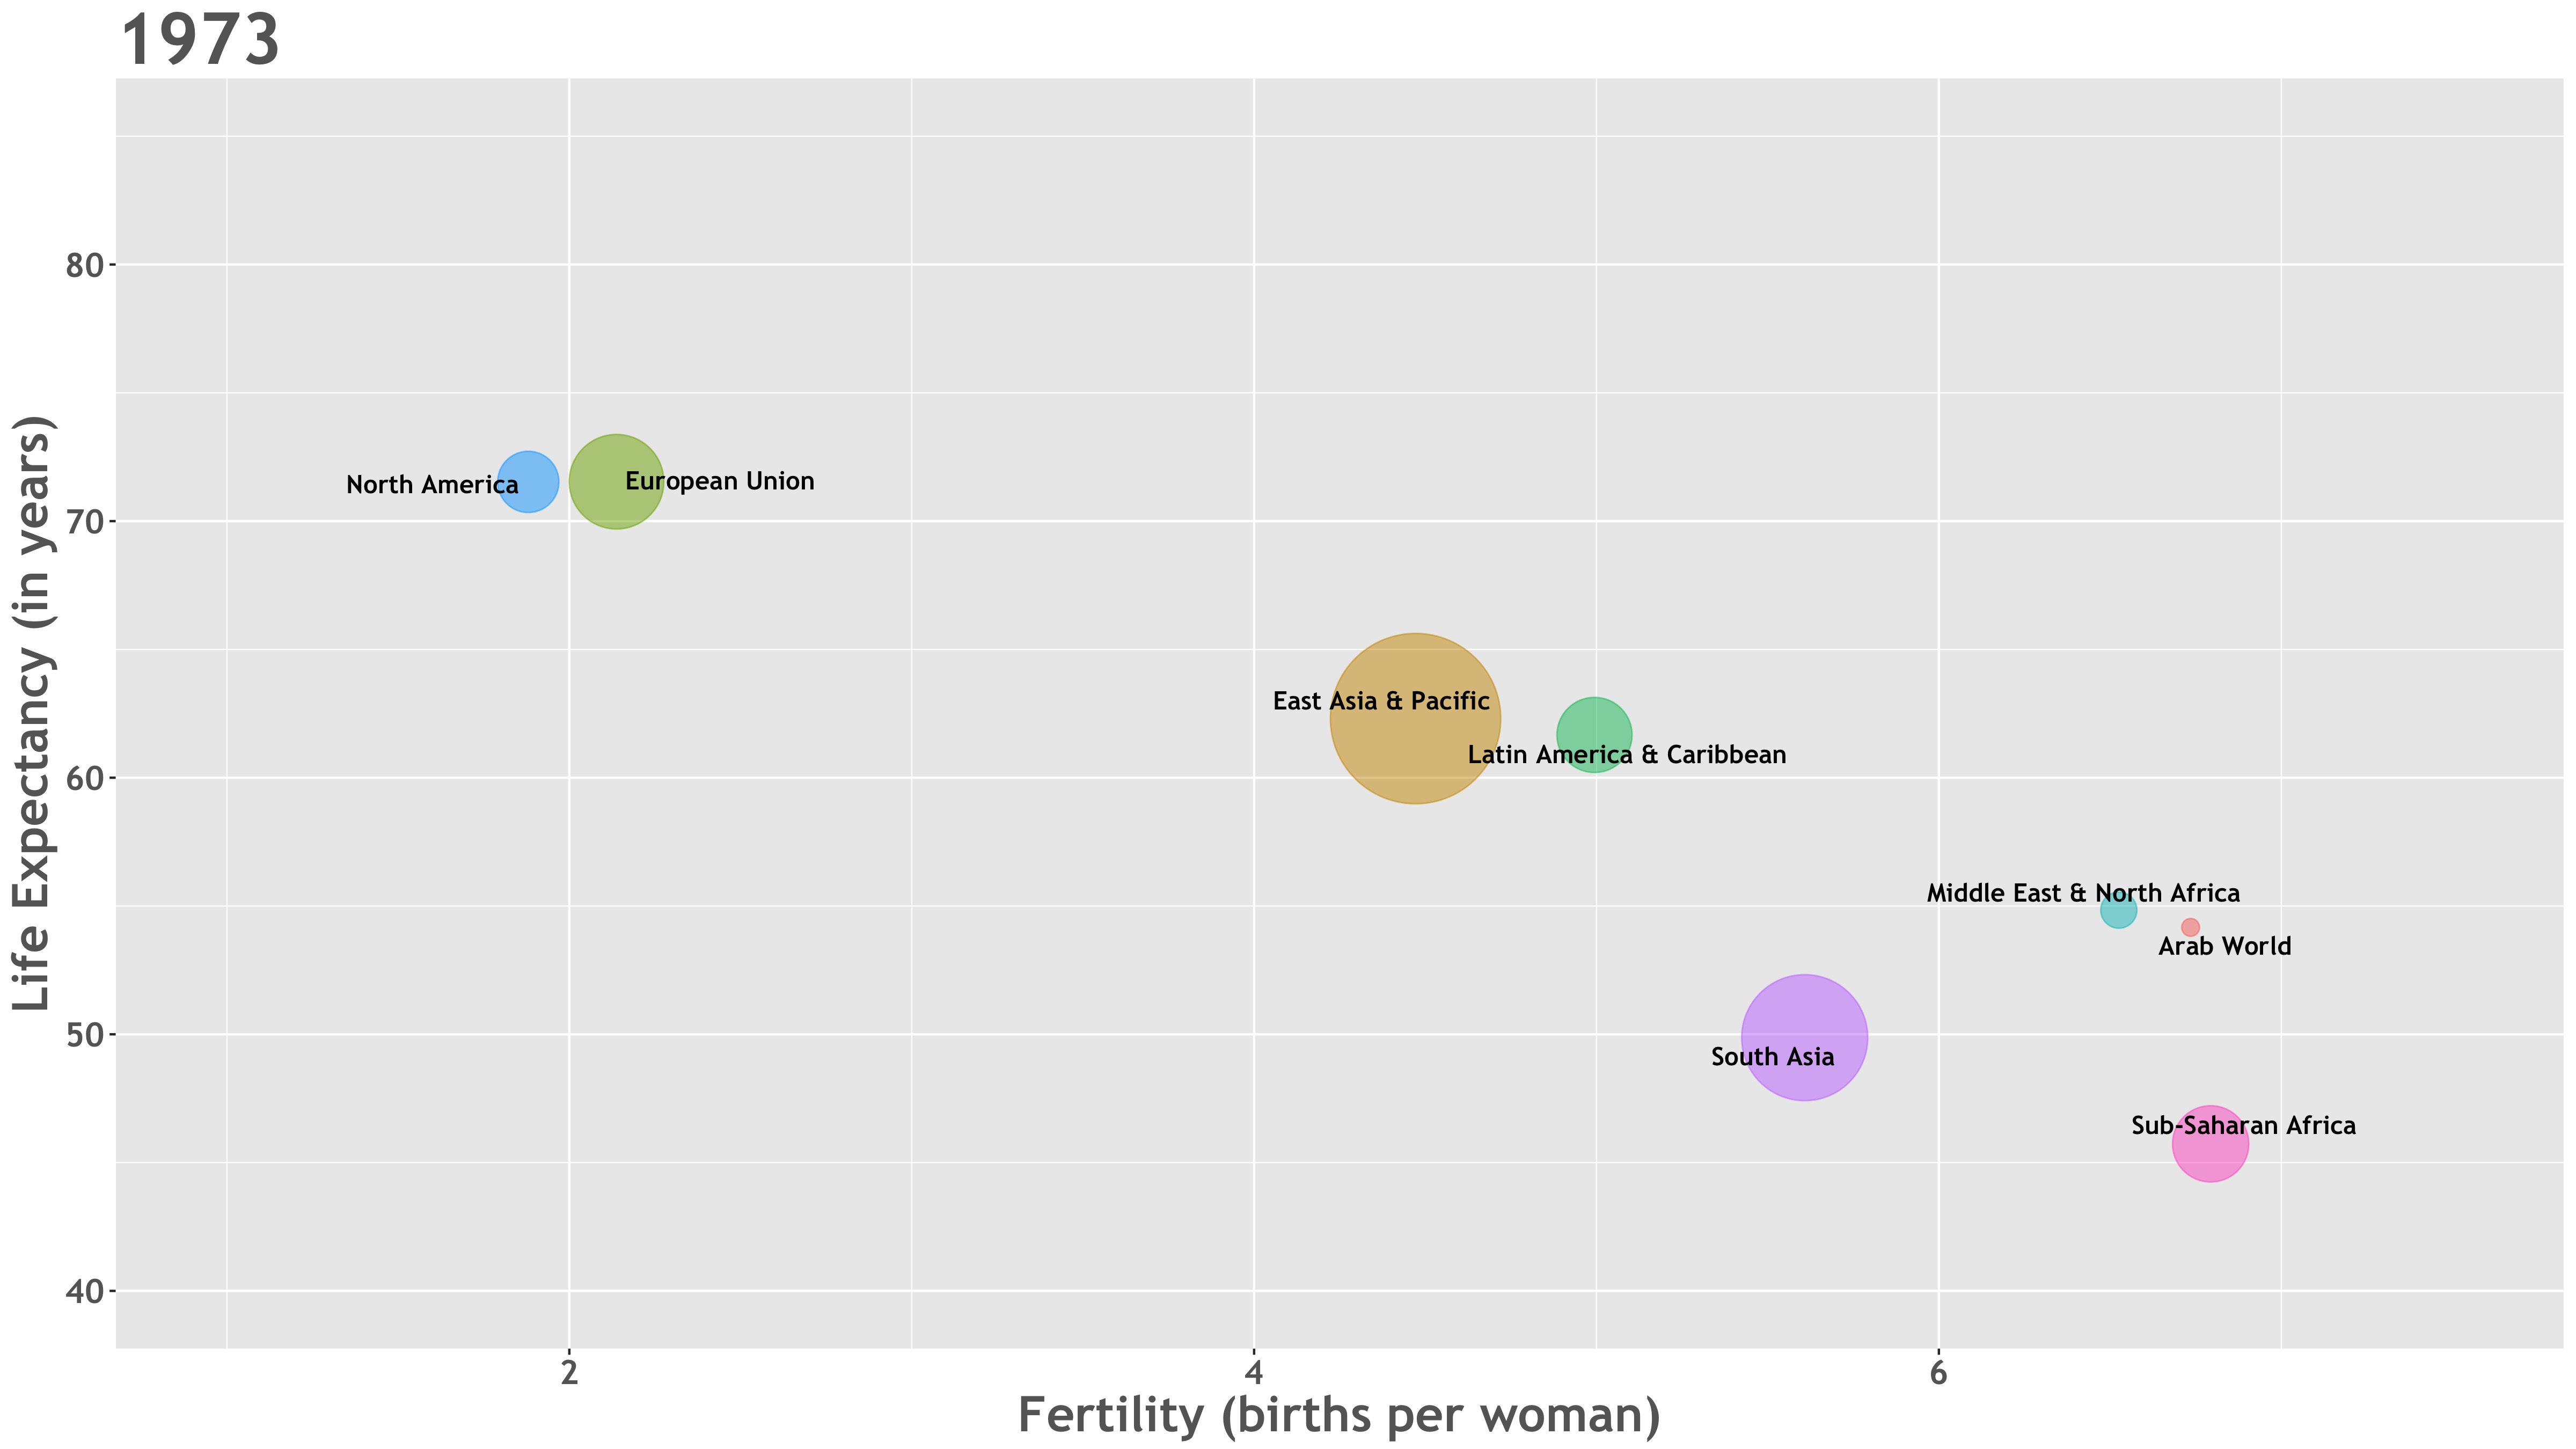 1973
80
70
60
50
40
Life Expectancy (in years)
North America
European Union
East Asia & Pacific
Latin America & Caribbean
Middle East & North Africa
Arab World
South Asia
Sub-Saharan Africa
2
4
6
Fertility (births per woman)